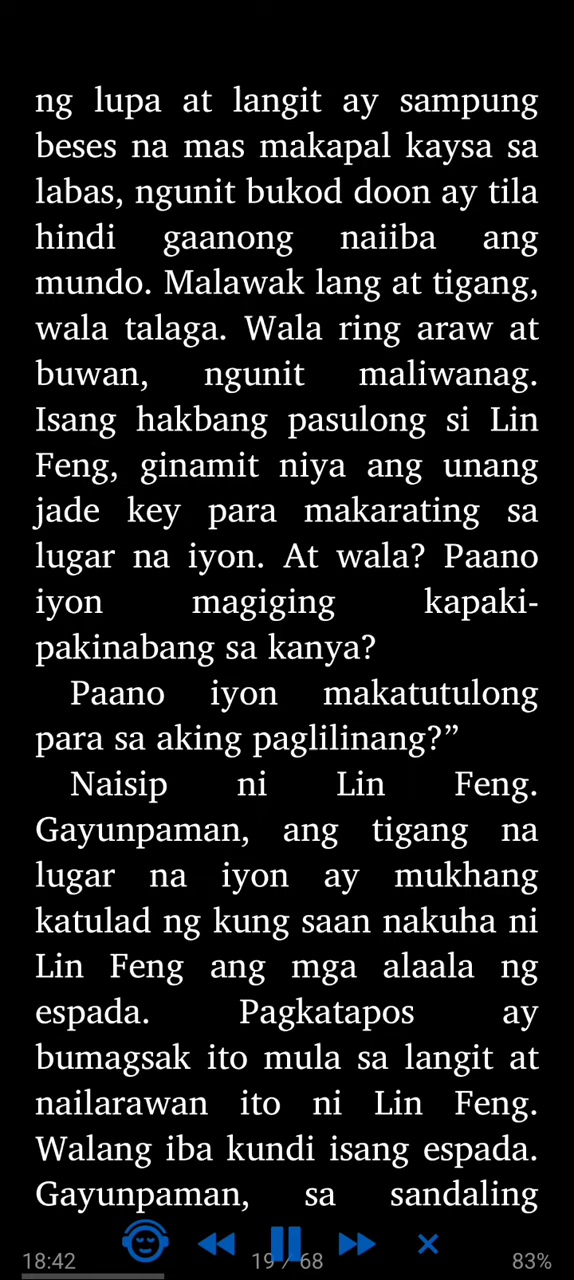 ng lupa at langit ay sampung
beses na mas makapal kaysa sa
labas, ngunit bukod doon ay tila
hindi gaanong naiiba ang
mundo. Malawak lang at tigang,
wala talaga. Wala ring araw at
buwan, ngunit maliwanag.
Isang hakbang pasulong si Lin
Feng, ginamit niya ang unang
jade key para makarating sa
lugar na iyon. At wala? Paano
iyon magiging kapaki-
pakinabang sa kanya?
Paano iyon makatutulong
para sa aking paglilinang?”
Naisip ni Lin Feng.
Gayunpaman, ang tigang na
lugar na iyon ay mukhang
katulad ng kung saan nakuha ni
Lin Feng ang mga alaala ng
espada. Pagkatapos ay
bumagsak ito mula sa langit at
nailarawan ito ni Lin Feng.
Walang iba kundi isang espada.
Gayunpaman, sa sandaling
18:42 19 / 68 83%